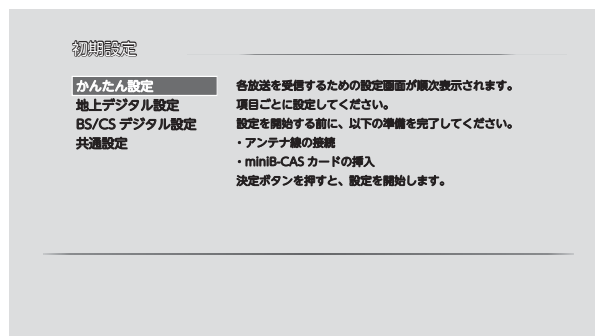 初期設定
かんたん設定
地上デジタル設定
BS/CS デジタル設定
共通設定
各放送を受信するための設定画面が順次表示されます。
項目ごとに設定してください。
設定を開始する前に、以下の準備を完了してください。
・アンテナ線の接続
・miniB-CAS カードの挿入
決定ボタンを押すと、設定を開始します。